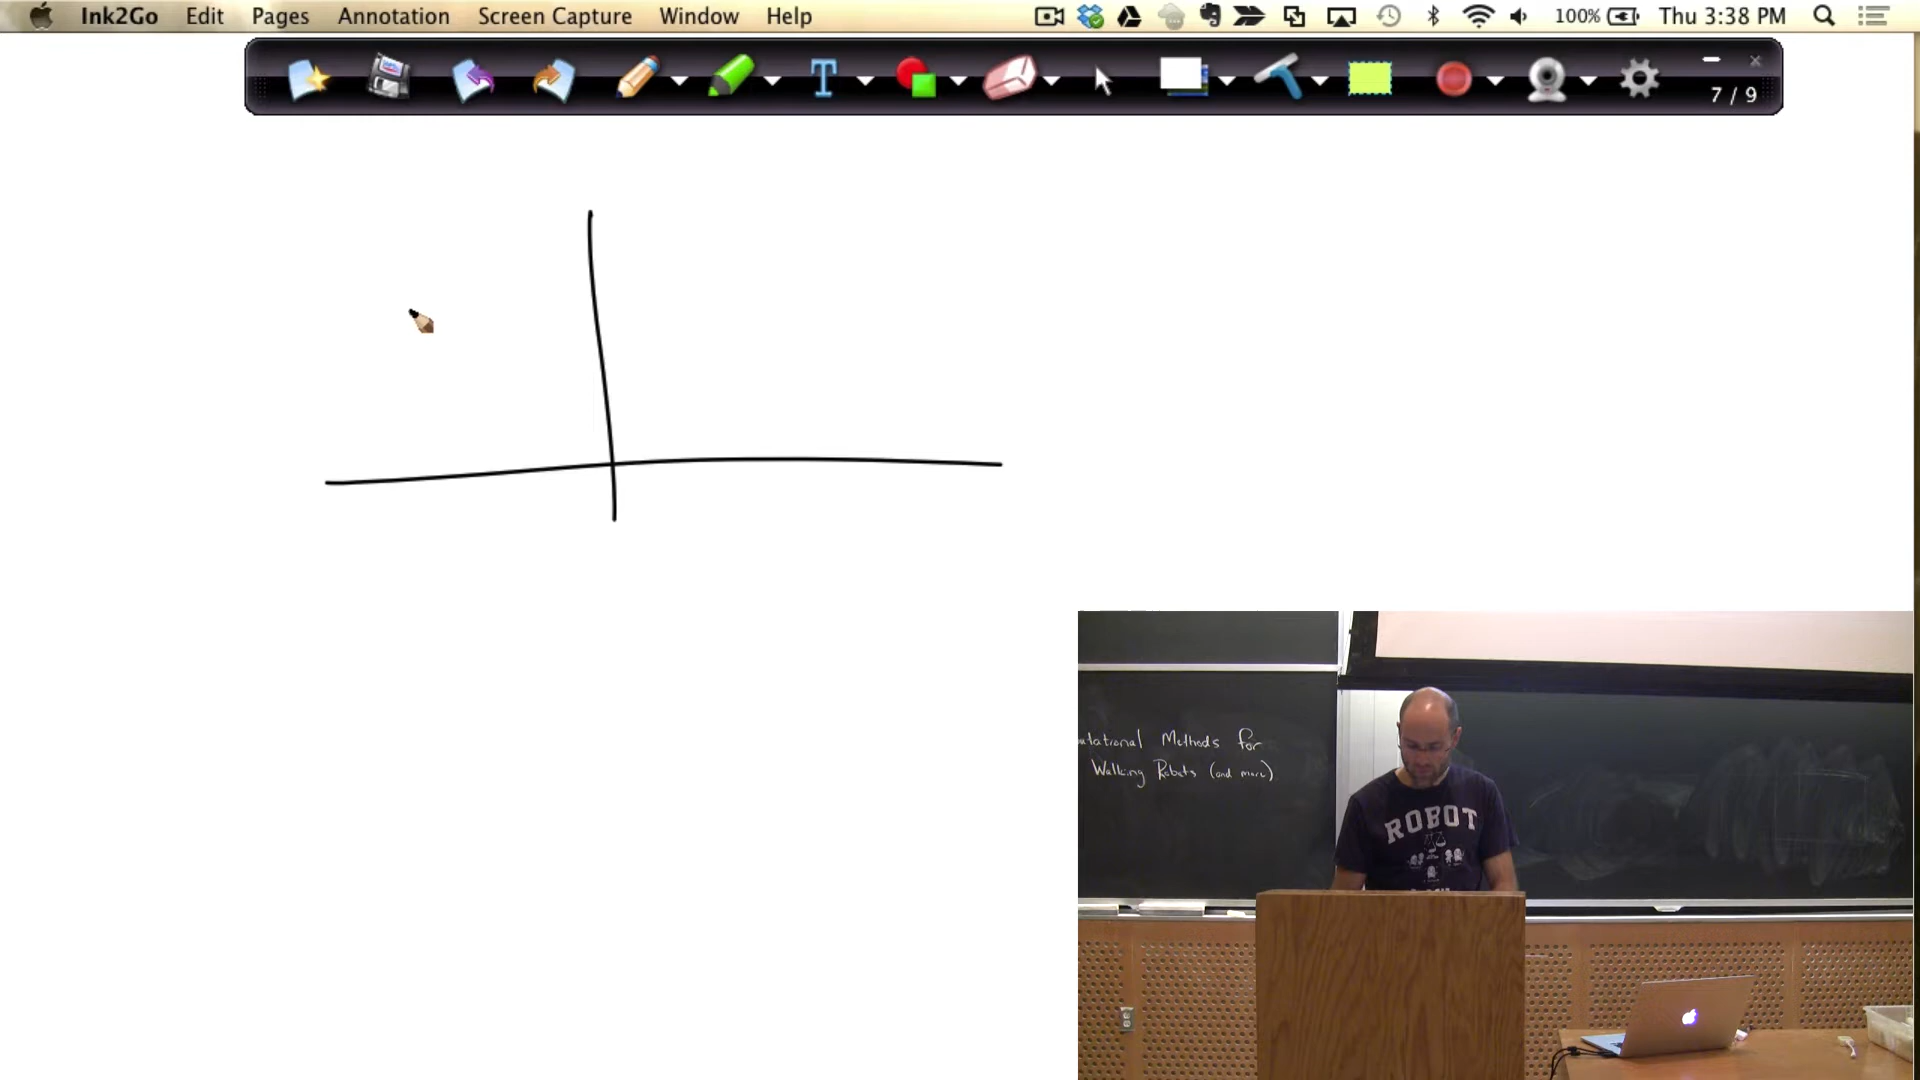 Ink2Go Edit Pages Annotation Screen Capture Window Help 100% Thu 3:38 PM
T
7 / 9
Methods for
Walking Robots (and more)
ROBOT